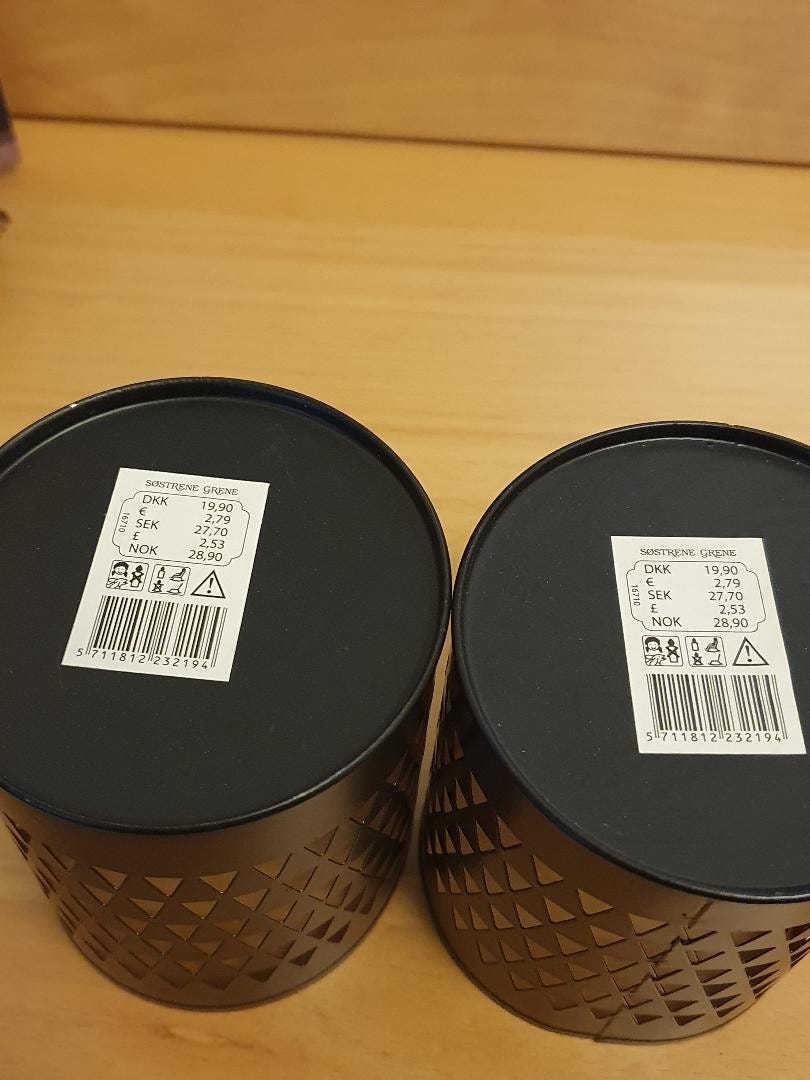 SØSTRENE GRENE
DKK 19,90
€ 2,79
SEK 27,70
£ 2,53
NOK 28,90
16710
5 711812 232194
SØSTRENE GRENE
DKK 19,90
€ 2,79
SEK 27,70
£ 2,53
NOK 28,90
16710
5 711812 232194